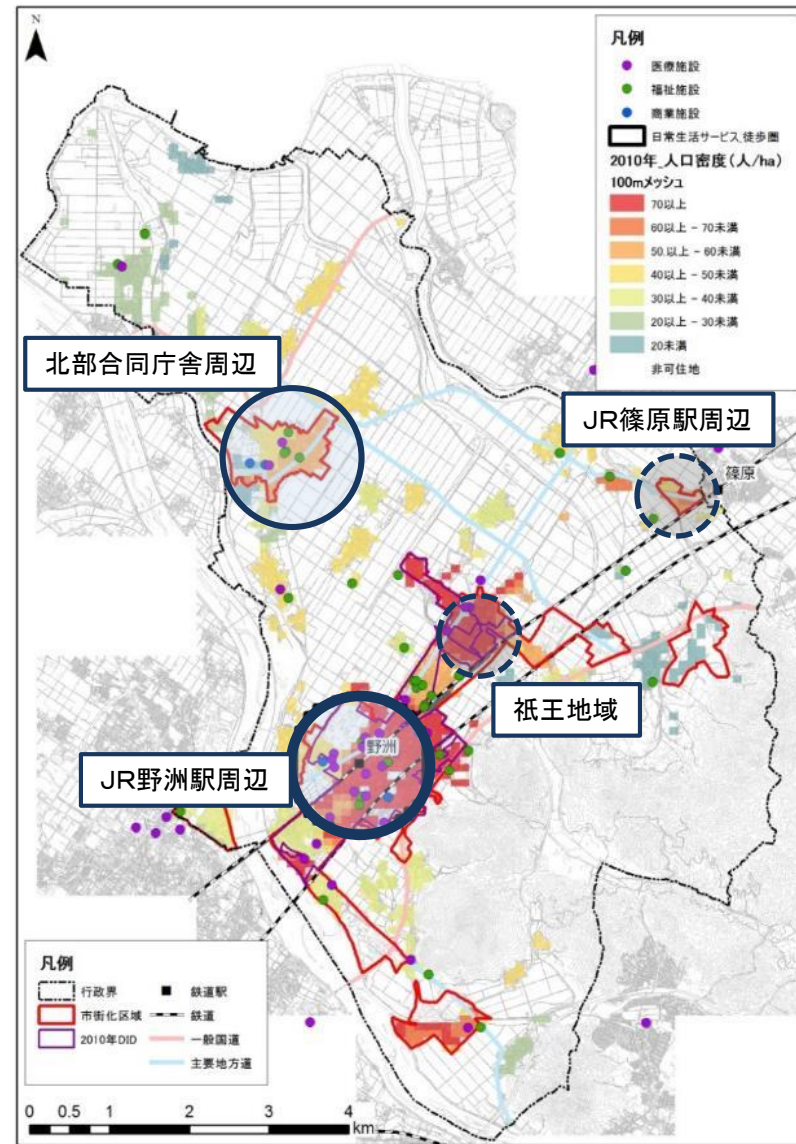 N
凡例
医療施設
福祉施設
商業施設
日常生活サービス_徒歩圏
2010年_人口密度(人/ha)
100mメッシュ
70以上
60以上 - 70未満
50.以上 - 60未満
40以上 - 50未満
30以上 - 40未満
20以上 - 30未満
20未満
非可住地
北部合同庁舎周辺
JR篠原駅周辺
篠原
祇王地域
野洲
JR野洲駅周辺
凡例
行政界
鉄道駅
市街化区域
鉄道
2010年DID
一般国道
主要地方道
0 0.5 1 2 3 4
km